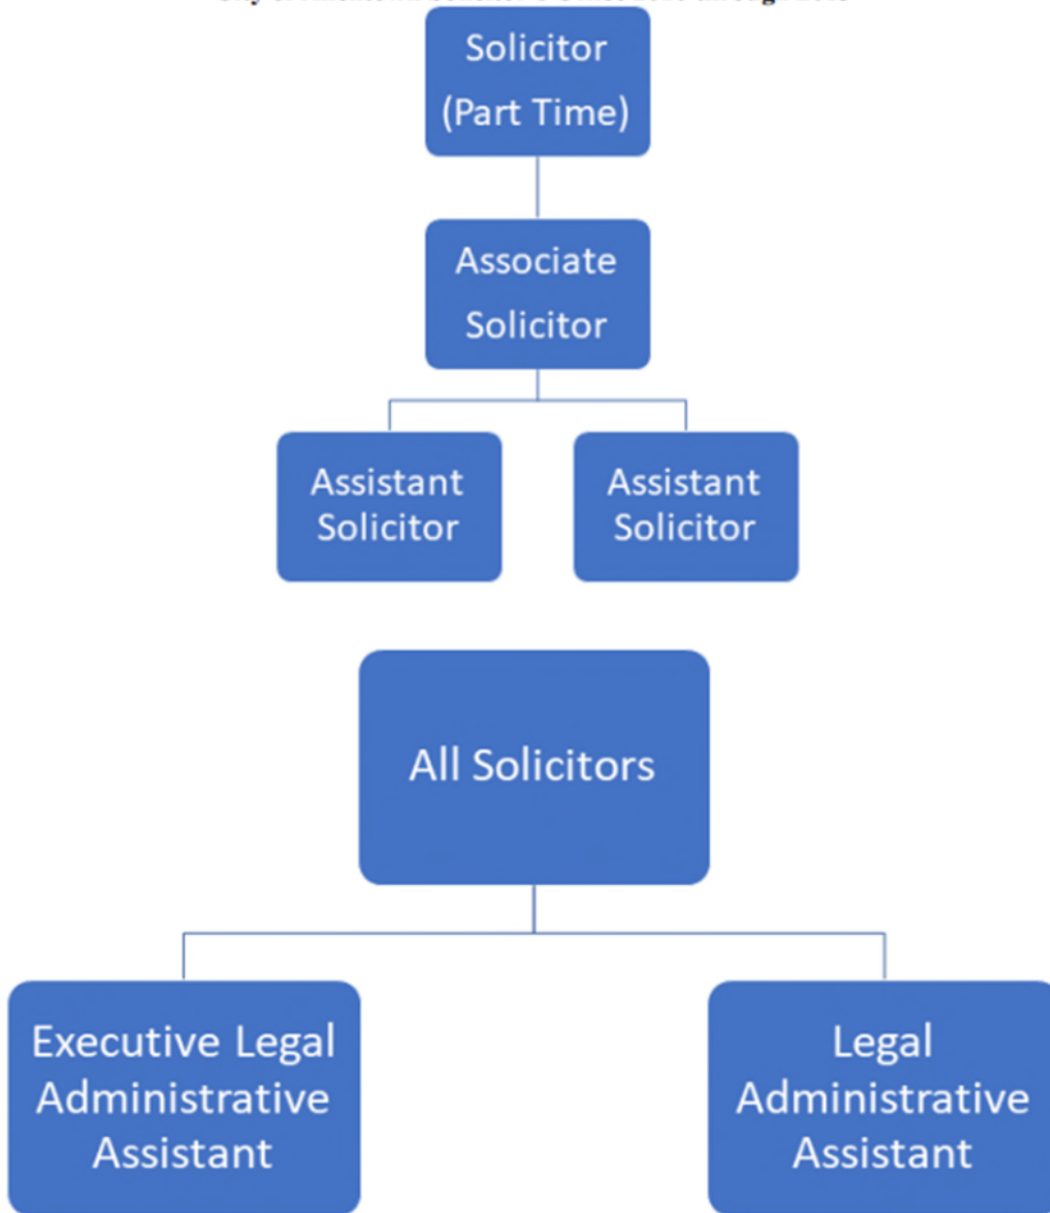 Solicitor
(Part Time)
Associate
Solicitor
Assistant
Solicitor
Assistant
Solicitor
All Solicitors
Executive Legal
Administrative
Assistant
Legal
Administrative
Assistant